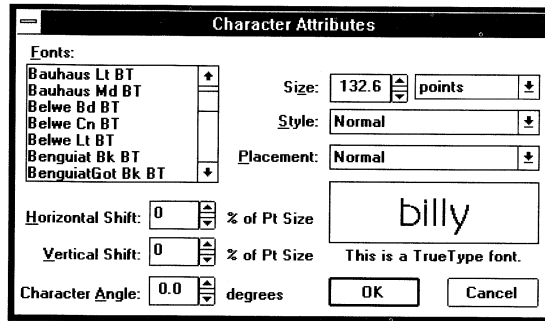 Character Attributes
Fonts:
Bauhaus Lt BT
Bauhaus Md BT
Belwe Bd BT
Belwe Cn BT
Belwe Lt BT
Benguiat Bk BT
BenguiatGot Bk BT
Size: 132.6 points
Style: Normal
Placement: Normal
Horizontal Shift: 0 % of Pt Size
Vertical Shift: 0 % of Pt Size
Character Angle: 0.0 degrees
billy
This is a TrueType font.
OK Cancel